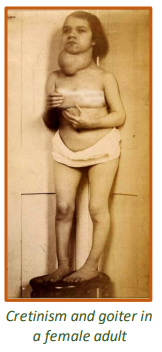 Cretinism and goiter in
a female adult